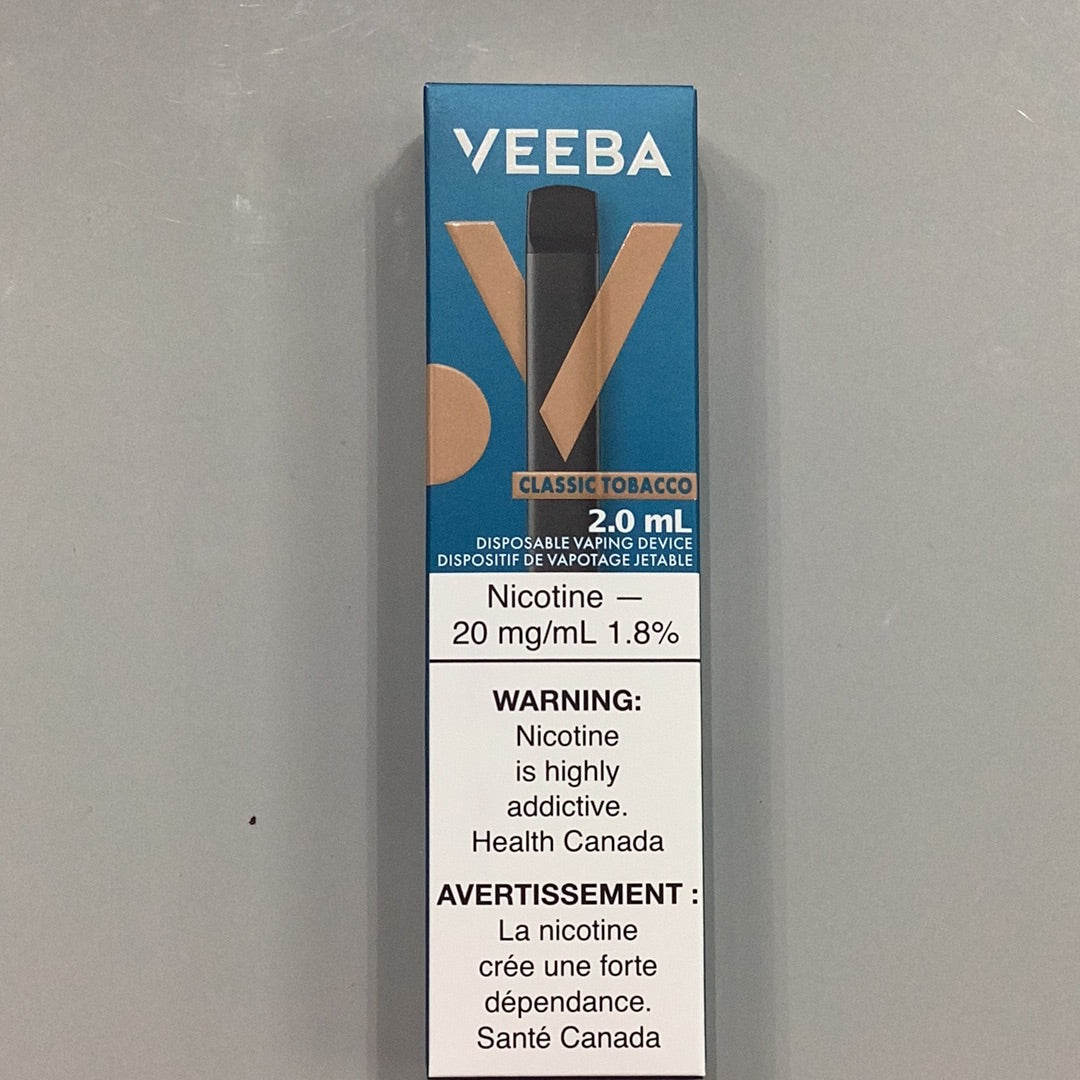 VEEBA
CLASSIC TOBACCO
2.0 mL
DISPOSABLE VAPING DEVICE
DISPOSITIF DE VAPOTAGE JETABLE
Nicotine —
20 mg/mL 1.8%
WARNING:
Nicotine
is highly
addictive.
Health Canada
AVERTISSEMENT :
La nicotine
crée une forte
dépendance.
Santé Canada